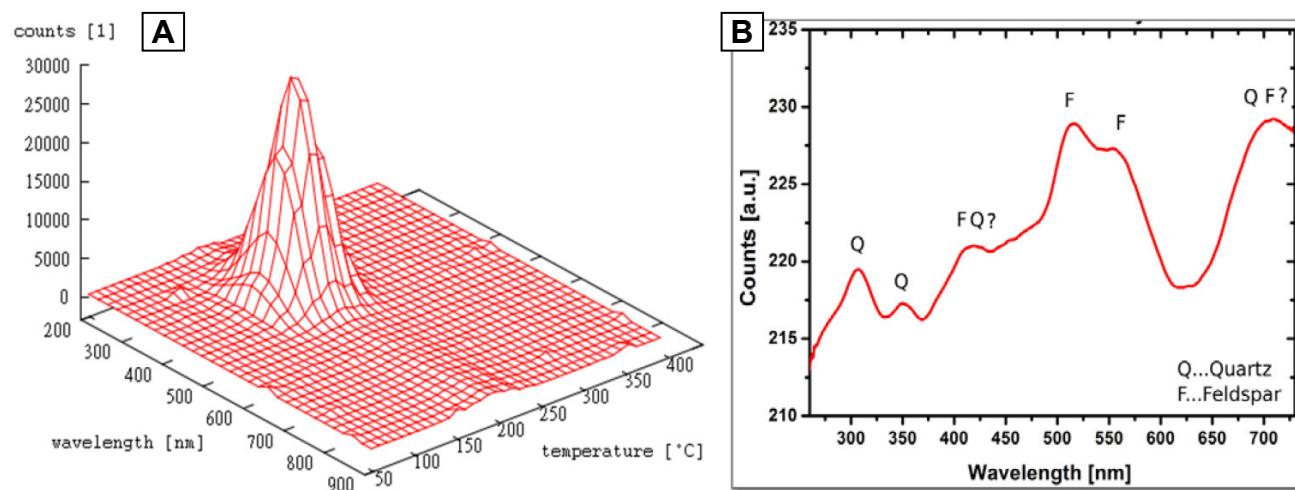 counts [1]
A
30000
25000
20000
15000
10000
5000
0
200
300
400
500
600
700
800
900
wavelength [nm]
50
100
150
200
250
300
350
400
temperature [°C]
B
235
230
225
220
215
210
Counts [a.u.]
Q
Q
F Q?
F
F
Q F?
Q...Quartz
F...Feldspar
300 350 400 450 500 550 600 650 700
Wavelength [nm]